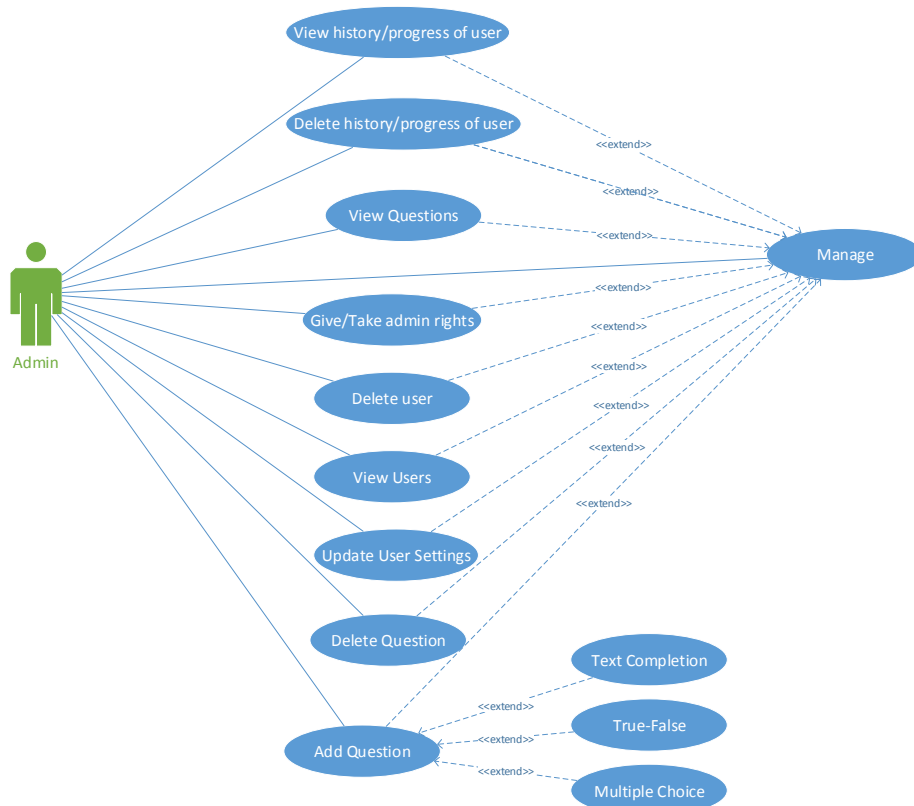 View history/progress of user
Delete history/progress of user
<<extend>>
<<extend>>
View Questions
<<extend>>
Manage
<<extend>>
Give/Take admin rights
<<extend>>
Admin
<<extend>>
Delete user
<<extend>>
<<extend>>
View Users
<<extend>>
Update User Settings
Delete Question
Text Completion
<<extend>>
True-False
<<extend>>
Add Question
<<extend>>
Multiple Choice